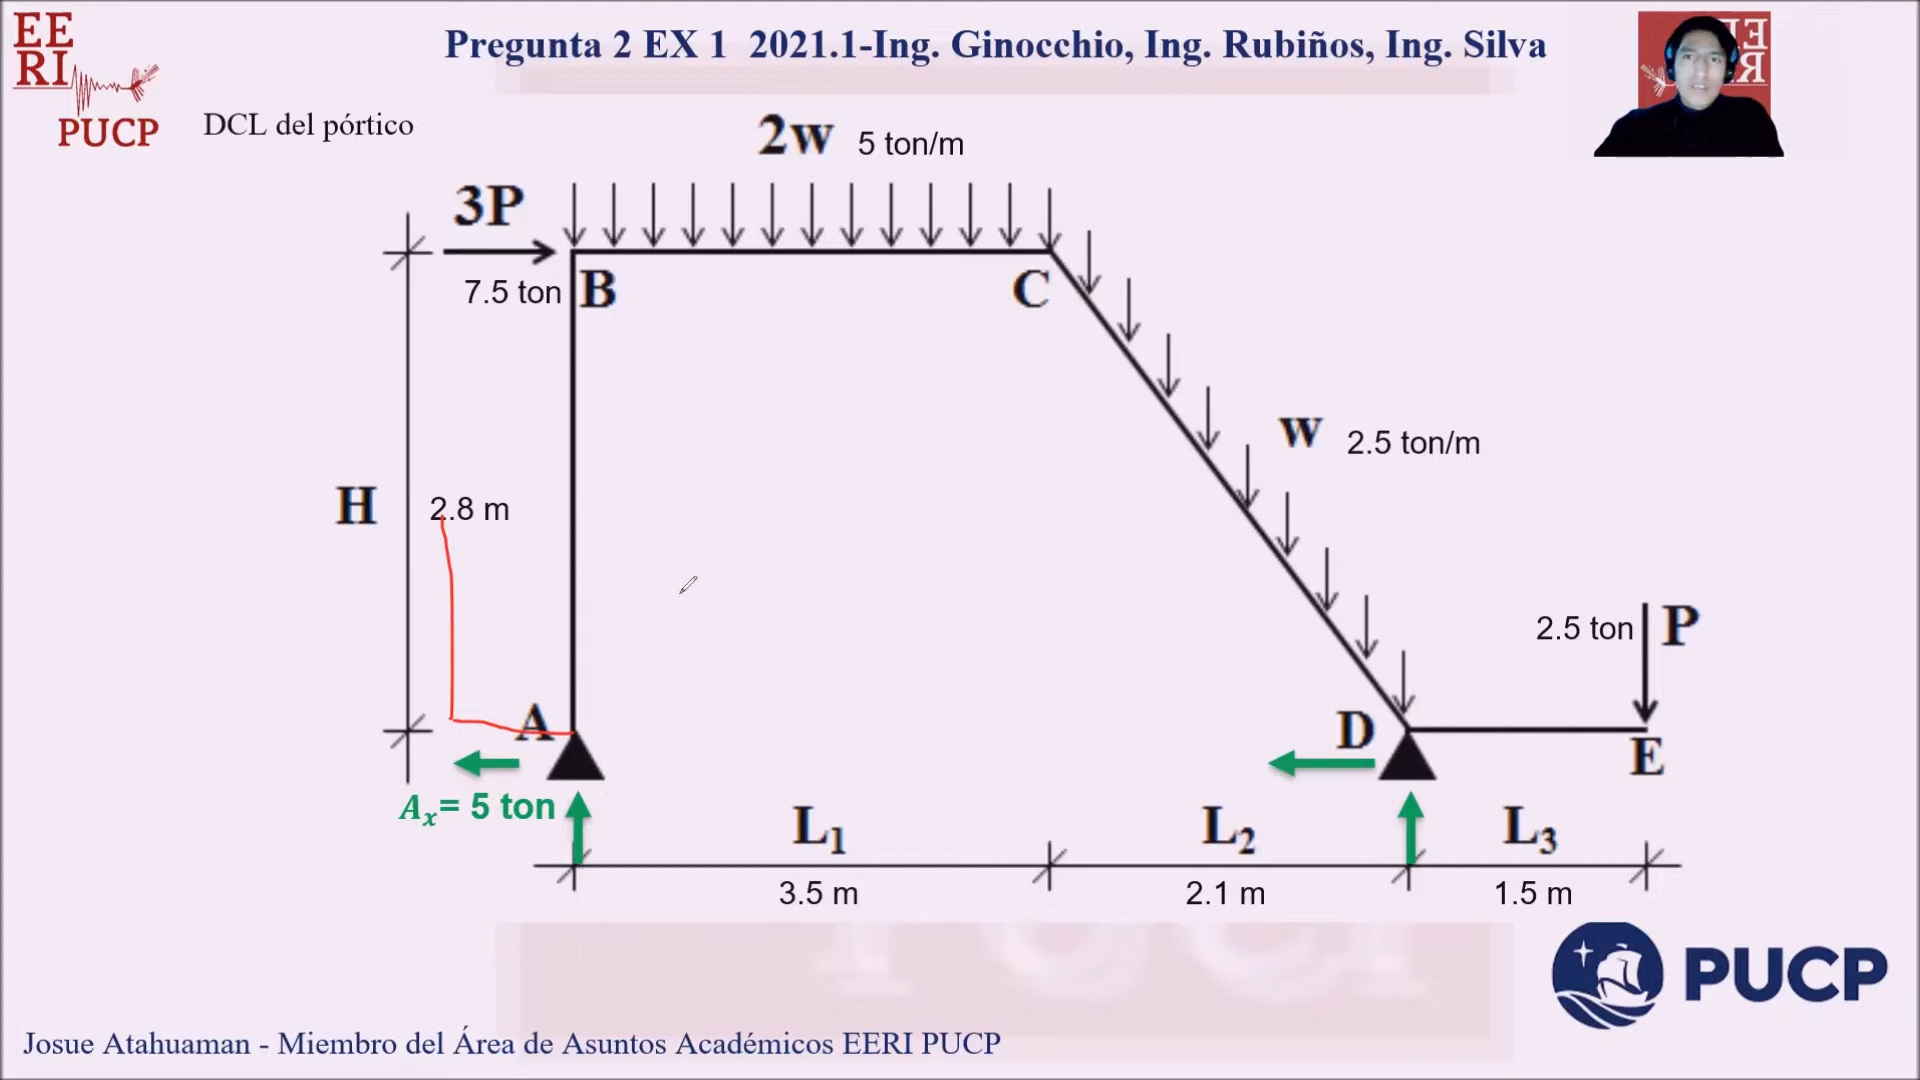 EE
RI
PUCP
Pregunta 2 EX 1 2021.1-Ing. Ginocchio, Ing. Rubiños, Ing. Silva
DCL del pórtico
2w 5 ton/m
3P
7.5 ton
B
C
w 2.5 ton/m
H
2.8 m
2.5 ton
P
A
D
E
Aₓ= 5 ton
L₁
L₂
L₃
3.5 m
2.1 m
1.5 m
PUCP
Josue Atahuaman - Miembro del Área de Asuntos Académicos EERI PUCP